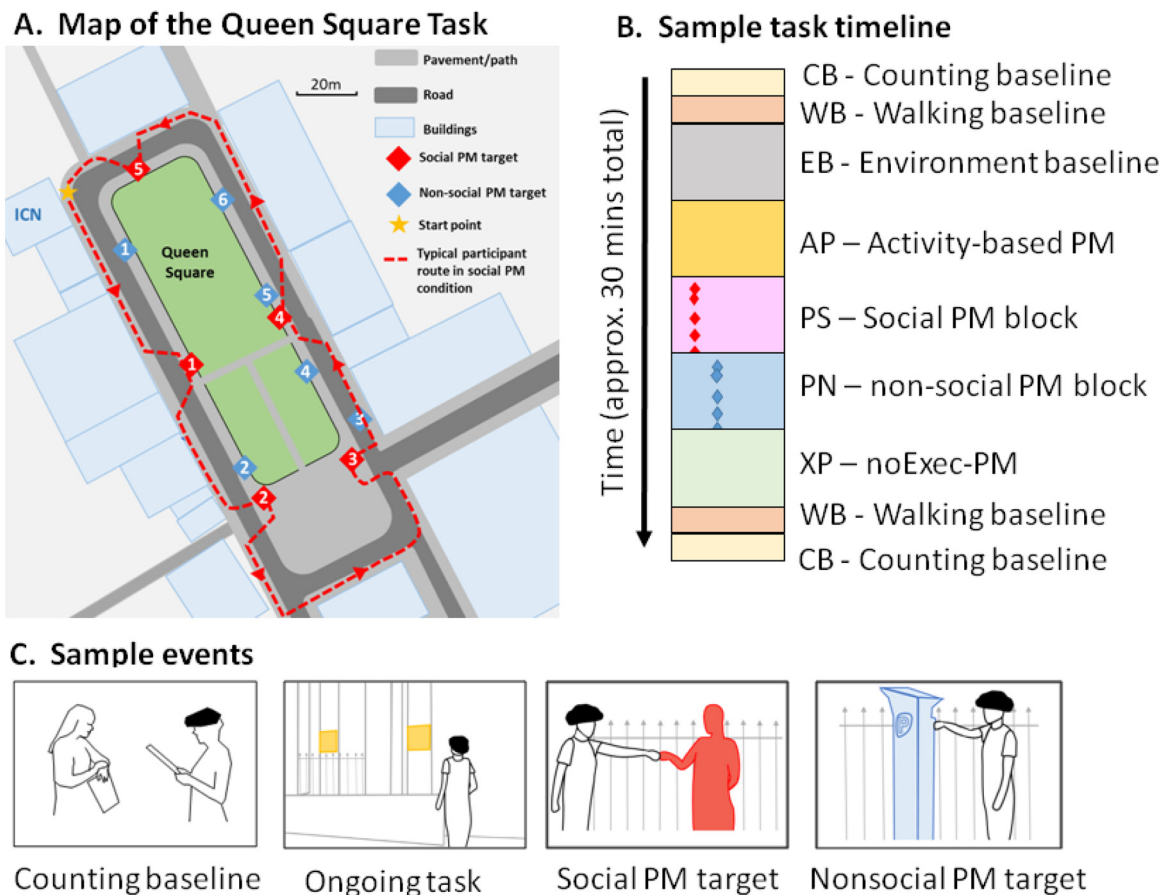 A. Map of the Queen Square Task
20m
Pavement/path
Road
Buildings
Social PM target
Non-social PM target
Start point
Typical participant
route in social PM
condition
ICN
Queen
Square
5
6
1
5
4
1
4
3
3
2
2
B. Sample task timeline
Time (approx. 30 mins total)
CB - Counting baseline
WB - Walking baseline
EB - Environment baseline
AP – Activity-based PM
PS – Social PM block
PN – non-social PM block
XP – noExec-PM
WB - Walking baseline
CB - Counting baseline
C. Sample events
P
Counting baseline
Ongoing task
Social PM target
Nonsocial PM target